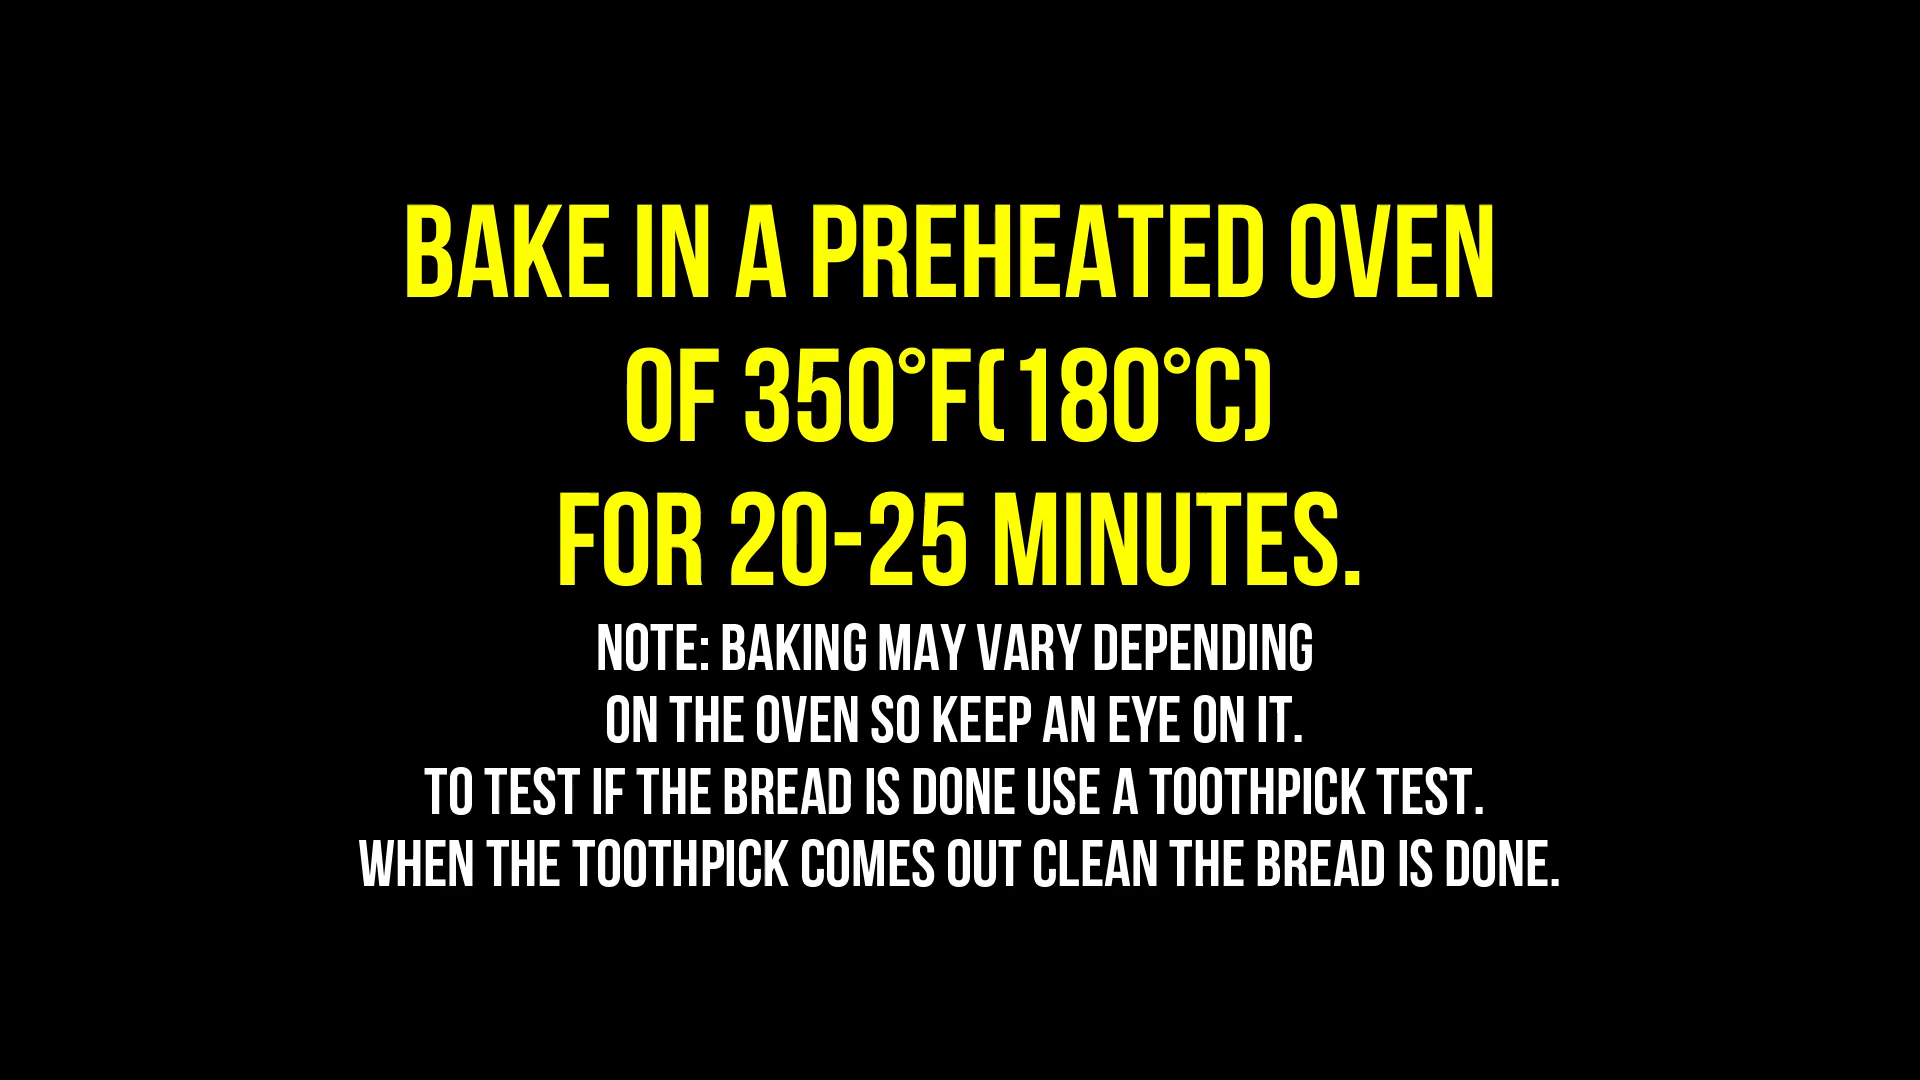 BAKE IN A PREHEATED OVEN
OF 350°F(180°C)
FOR 20-25 MINUTES.
NOTE: BAKING MAY VARY DEPENDING
ON THE OVEN SO KEEP AN EYE ON IT.
TO TEST IF THE BREAD IS DONE USE A TOOTHPICK TEST.
WHEN THE TOOTHPICK COMES OUT CLEAN THE BREAD IS DONE.